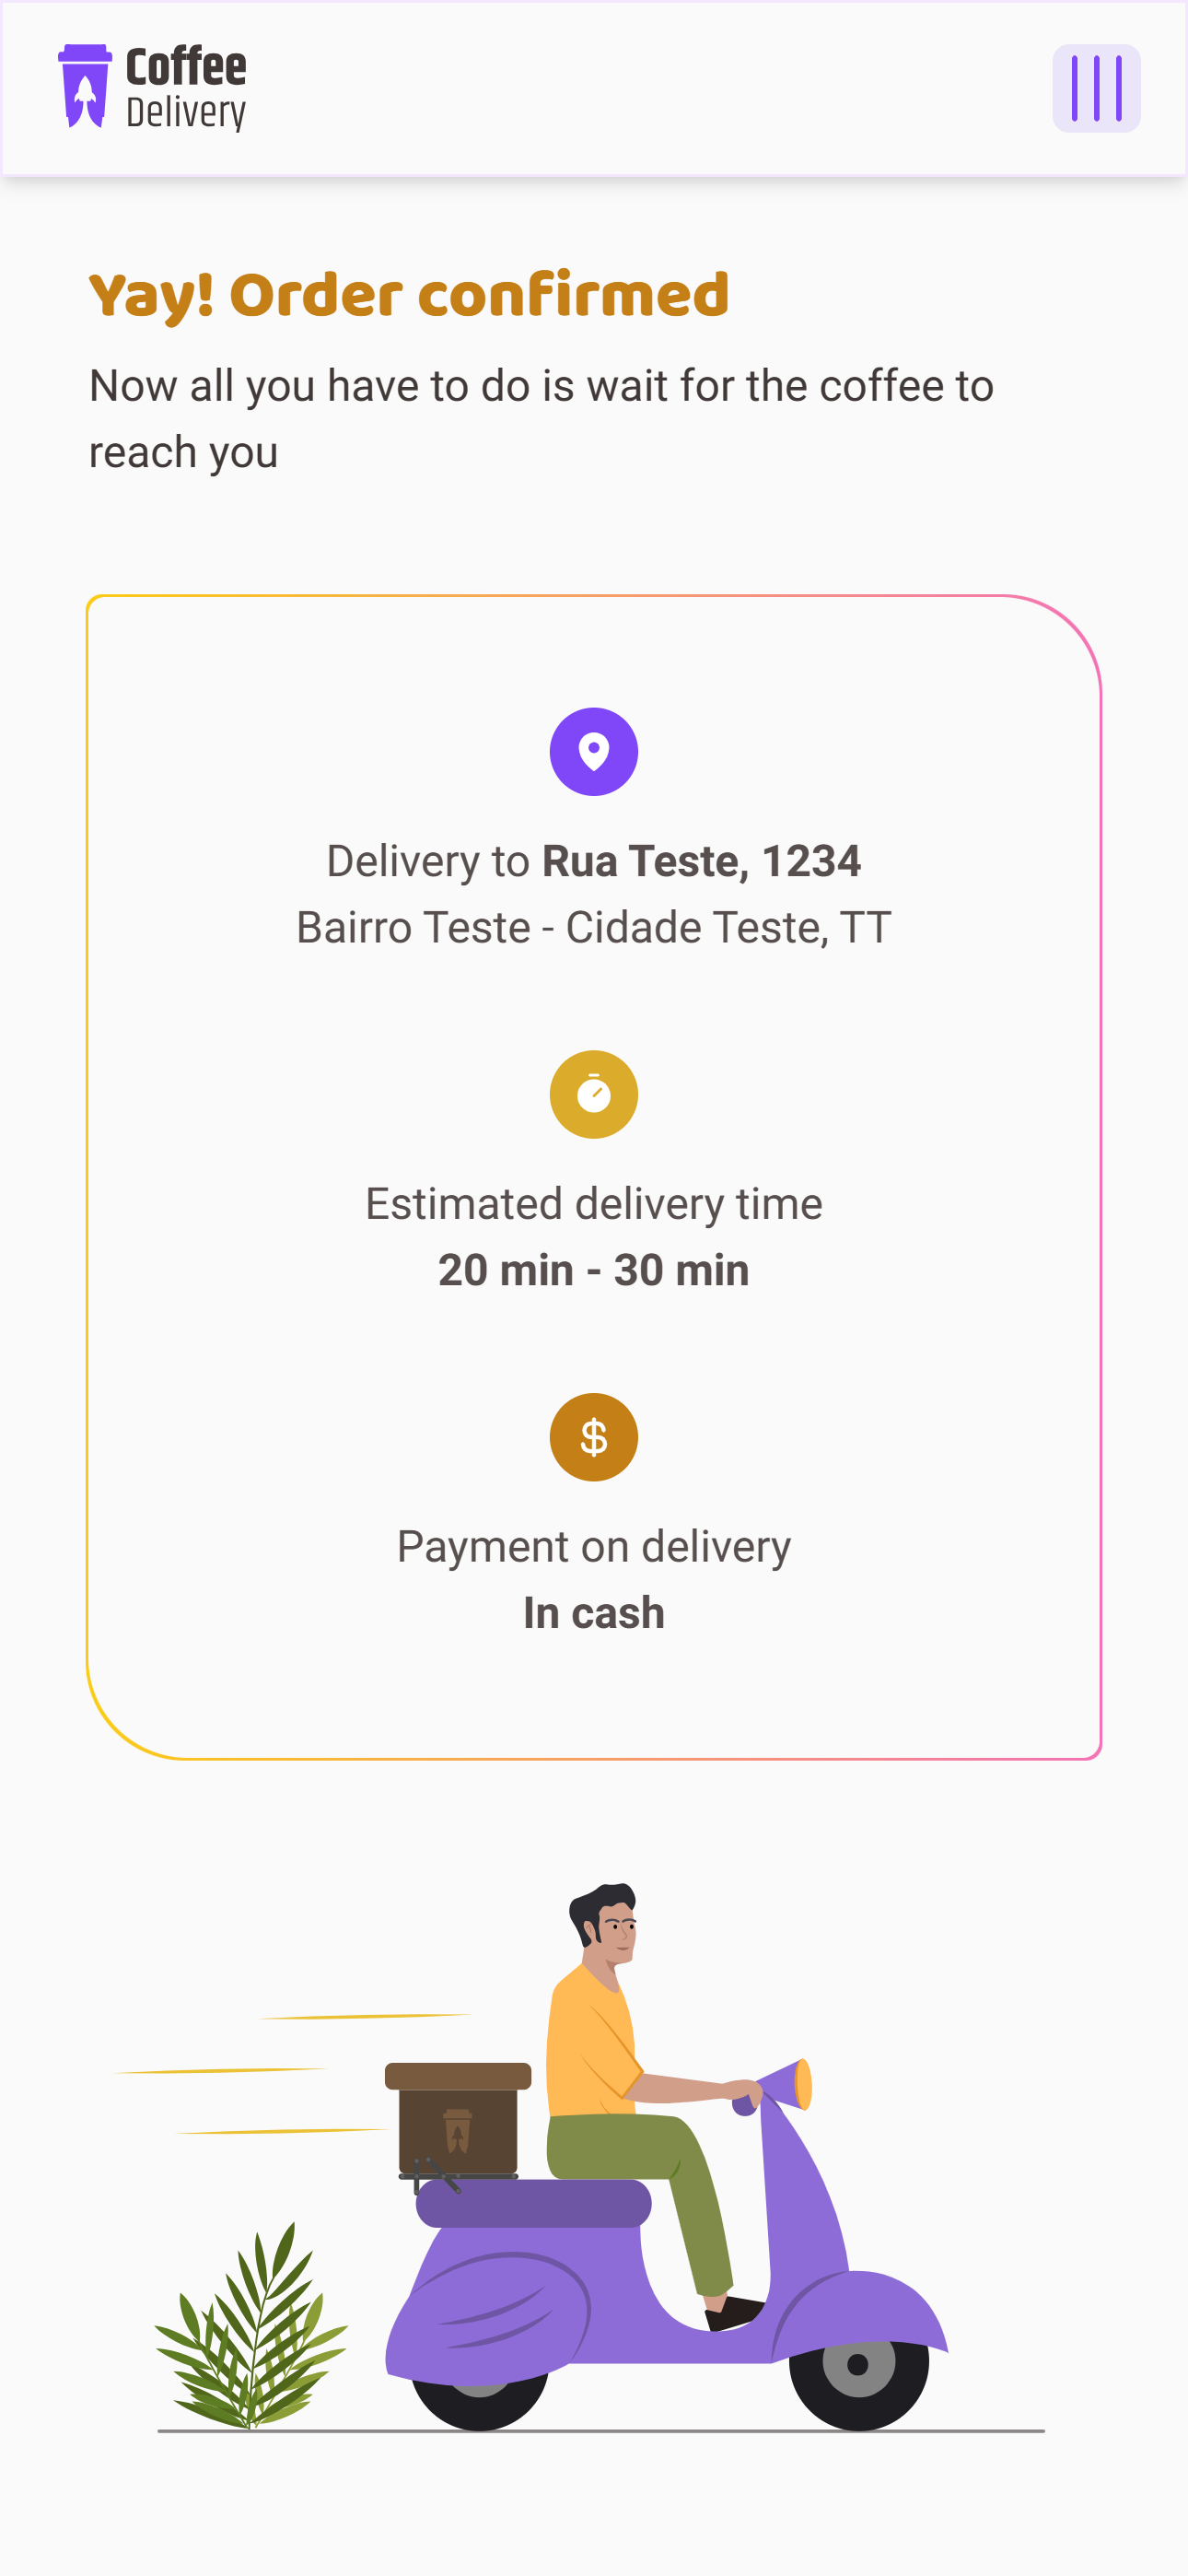 Coffee
Delivery
Yay! Order confirmed
Now all you have to do is wait for the coffee to
reach you
Delivery to Rua Teste, 1234
Bairro Teste - Cidade Teste, TT
Estimated delivery time
20 min - 30 min
$
Payment on delivery
In cash